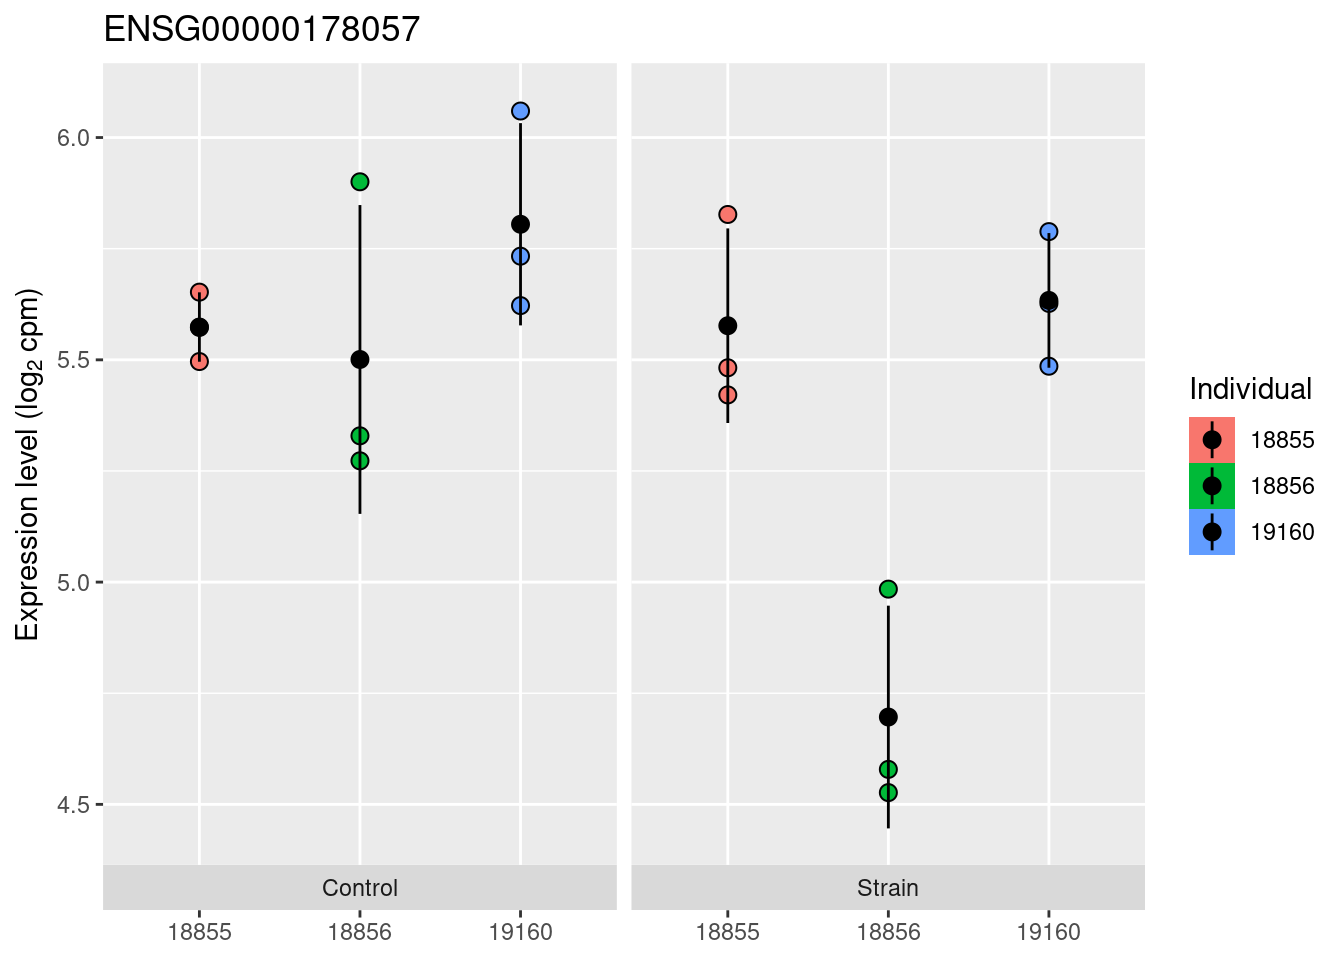 ENSG00000178057
Expression level (log₂ cpm)
6.0
5.5
5.0
4.5
Control
Strain
18855
18856
19160
18855
18856
19160
Individual
18855
18856
19160